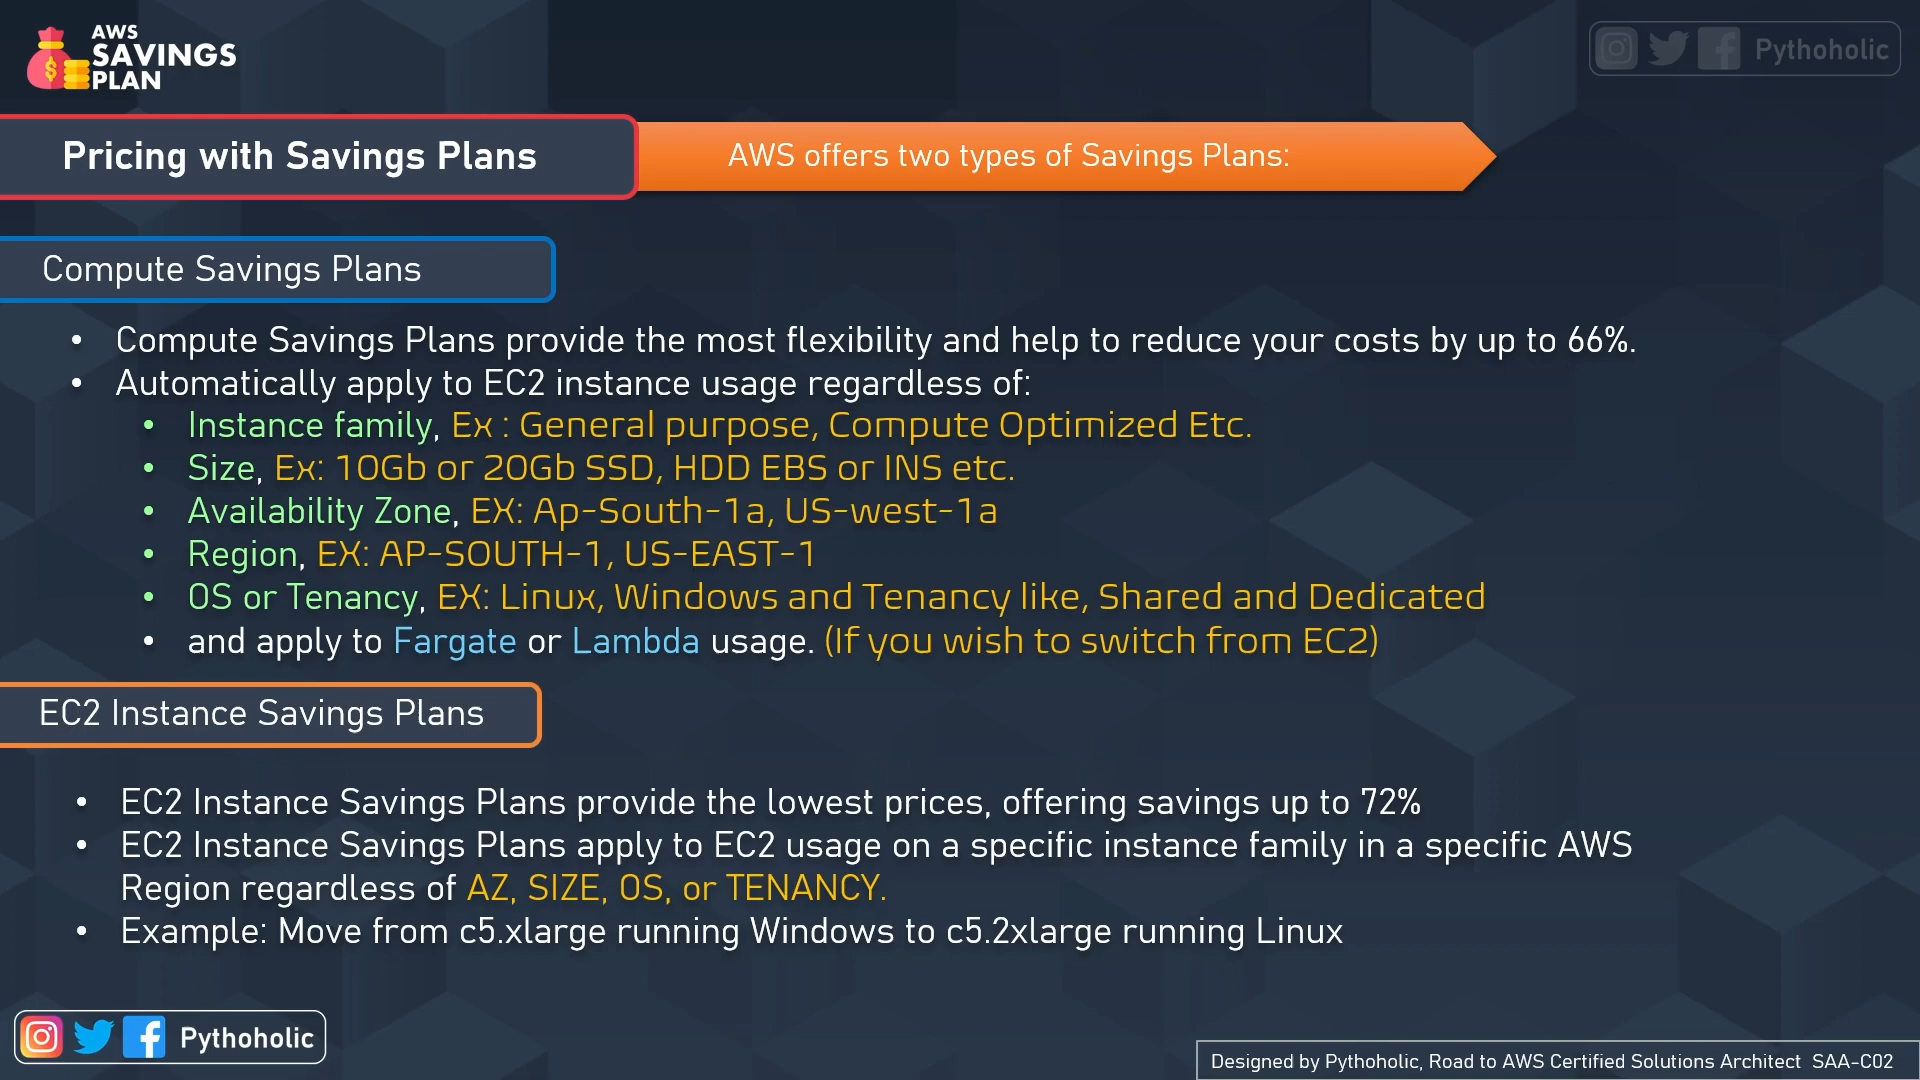 AWS
SAVINGS
PLAN
Pythoholic
Pricing with Savings Plans
AWS offers two types of Savings Plans:
Compute Savings Plans
• Compute Savings Plans provide the most flexibility and help to reduce your costs by up to 66%.
• Automatically apply to EC2 instance usage regardless of:
• Instance family, Ex : General purpose, Compute Optimized Etc.
• Size, Ex: 10Gb or 20Gb SSD, HDD EBS or INS etc.
• Availability Zone, EX: Ap-South-1a, US-west-1a
• Region, EX: AP-SOUTH-1, US-EAST-1
• OS or Tenancy, EX: Linux, Windows and Tenancy like, Shared and Dedicated
• and apply to Fargate or Lambda usage. (If you wish to switch from EC2)
EC2 Instance Savings Plans
• EC2 Instance Savings Plans provide the lowest prices, offering savings up to 72%
• EC2 Instance Savings Plans apply to EC2 usage on a specific instance family in a specific AWS
Region regardless of AZ, SIZE, OS, or TENANCY.
• Example: Move from c5.xlarge running Windows to c5.2xlarge running Linux
Pythoholic
Designed by Pythoholic, Road to AWS Certified Solutions Architect SAA-C02